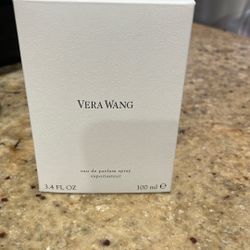 VERA WANG
eau de parfum spray
vaporisateur
3.4 FL OZ 100 ml ℮